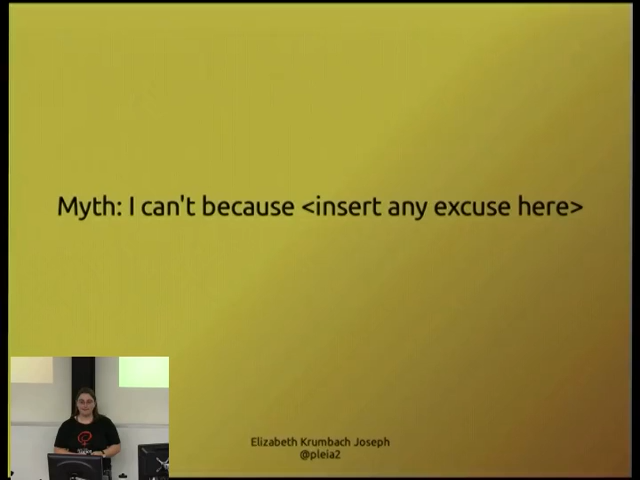 Myth: I can't because <insert any excuse here>
Elizabeth Krumbach Joseph
@pleia2